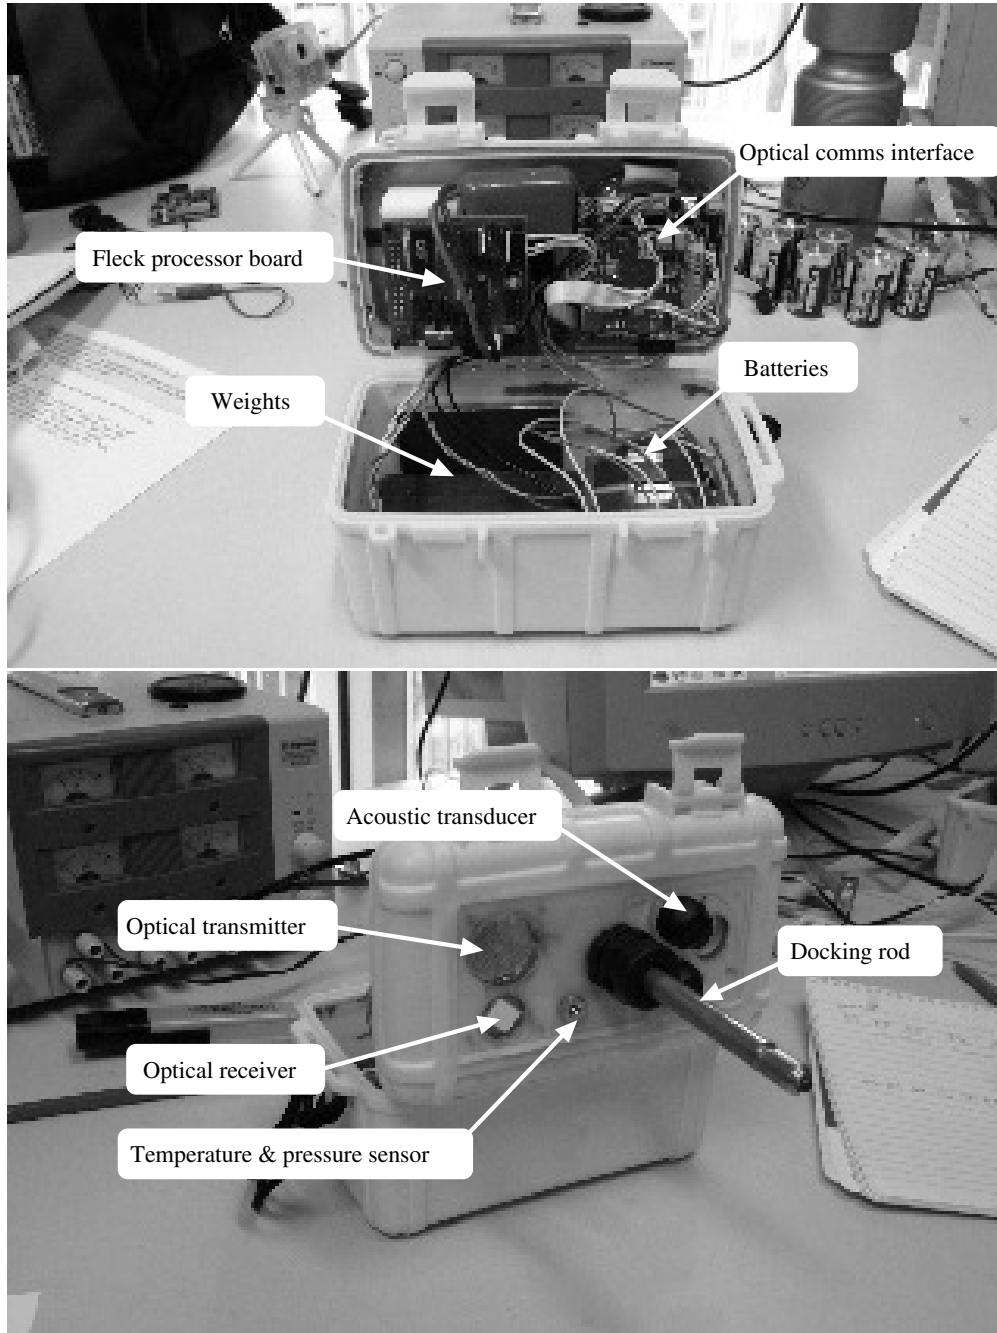 Optical comms interface
Fleck processor board
Batteries
Weights
Acoustic transducer
Optical transmitter
Docking rod
Optical receiver
Temperature & pressure sensor